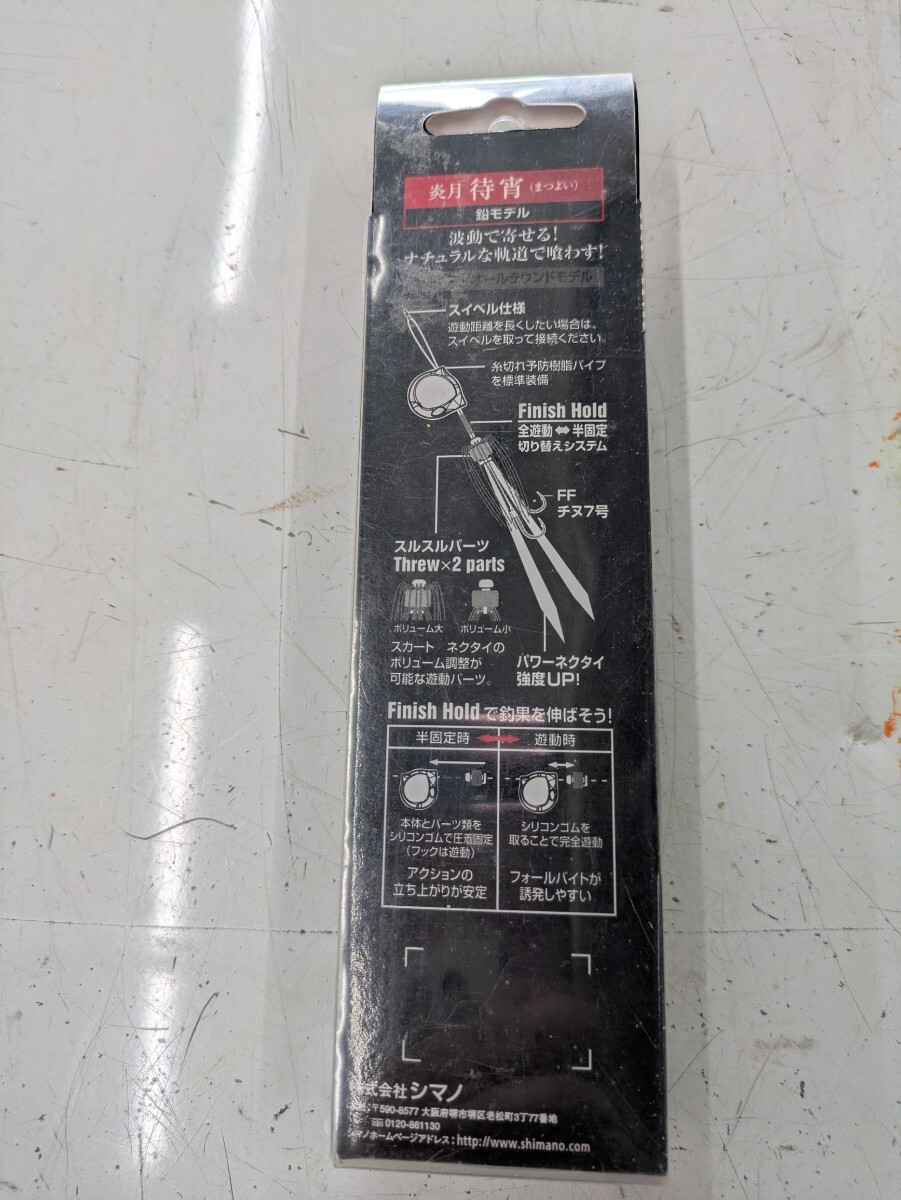 炎月 待宵 (まつよい)
鉛モデル
波動で寄せる!
ナチュラルな軌道で喰わす!
オールラウンドモデル
スイベル仕様
遊動距離を長くしたい場合は、
スイベルを取って接続ください。
糸切れ予防樹脂パイプ
を標準装備
Finish Hold
全遊動⇔半固定
切り替えシステム
FF
チヌ7号
スルスルパーツ
Threw×2 parts
ボリューム大 ボリューム小
スカート ネクタイの
ボリューム調整が
可能な遊動パーツ。
パワーネクタイ
強度UP!
Finish Holdで釣果を伸ばそう!
半固定時 遊動時
本体とパーツ類を
シリコンゴムで圧着固定
(フックは遊動)
アクションの
立ち上がりが安定
シリコンゴムを
取ることで完全遊動
フォールバイトが
誘発しやすい
式会社 シマノ
〒590-8577 大阪府堺市堺区老松町3丁77番地
0120-861130
マノホームページアドレス:http://www.shimano.com